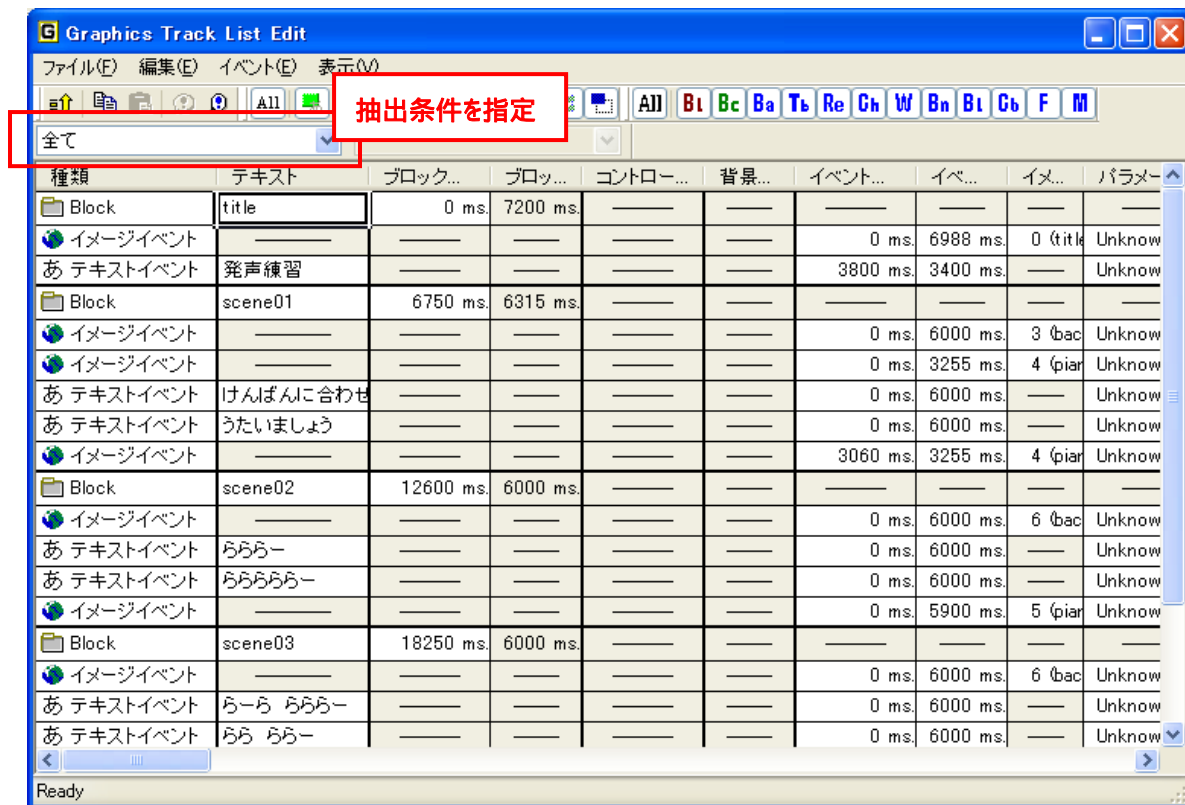 G Graphics Track List Edit
ファイル(F) 編集(E) イベント(E) 表示(V)
All 抽出条件を指定 All Bl Bc Ba Tb Re Ch W Bn Bl Cb F M
全て
種類 テキスト ブロック... ブロッ... コントロー... 背景... イベント... イベ... イメ... パラメー
Block title 0 ms. 7200 ms.
イメージイベント 0 ms. 6988 ms. 0 (title Unknow
あ テキストイベント 発声練習 3800 ms. 3400 ms. Unknow
Block scene01 6750 ms. 6315 ms.
イメージイベント 0 ms. 6000 ms. 3 (bac Unknow
イメージイベント 0 ms. 3255 ms. 4 (piar Unknow
あ テキストイベント けんばんに合わせ 0 ms. 6000 ms. Unknow
あ テキストイベント うたいましょう 0 ms. 6000 ms. Unknow
イメージイベント 3060 ms. 3255 ms. 4 (piar Unknow
Block scene02 12600 ms. 6000 ms.
イメージイベント 0 ms. 6000 ms. 6 (bac Unknow
あ テキストイベント らららー 0 ms. 6000 ms. Unknow
あ テキストイベント らららららー 0 ms. 6000 ms. Unknow
イメージイベント 0 ms. 5900 ms. 5 (piar Unknow
Block scene03 18250 ms. 6000 ms.
イメージイベント 0 ms. 6000 ms. 6 (bac Unknow
あ テキストイベント らーら らららー 0 ms. 6000 ms. Unknow
あ テキストイベント らら ららー 0 ms. 6000 ms. Unknow
Ready